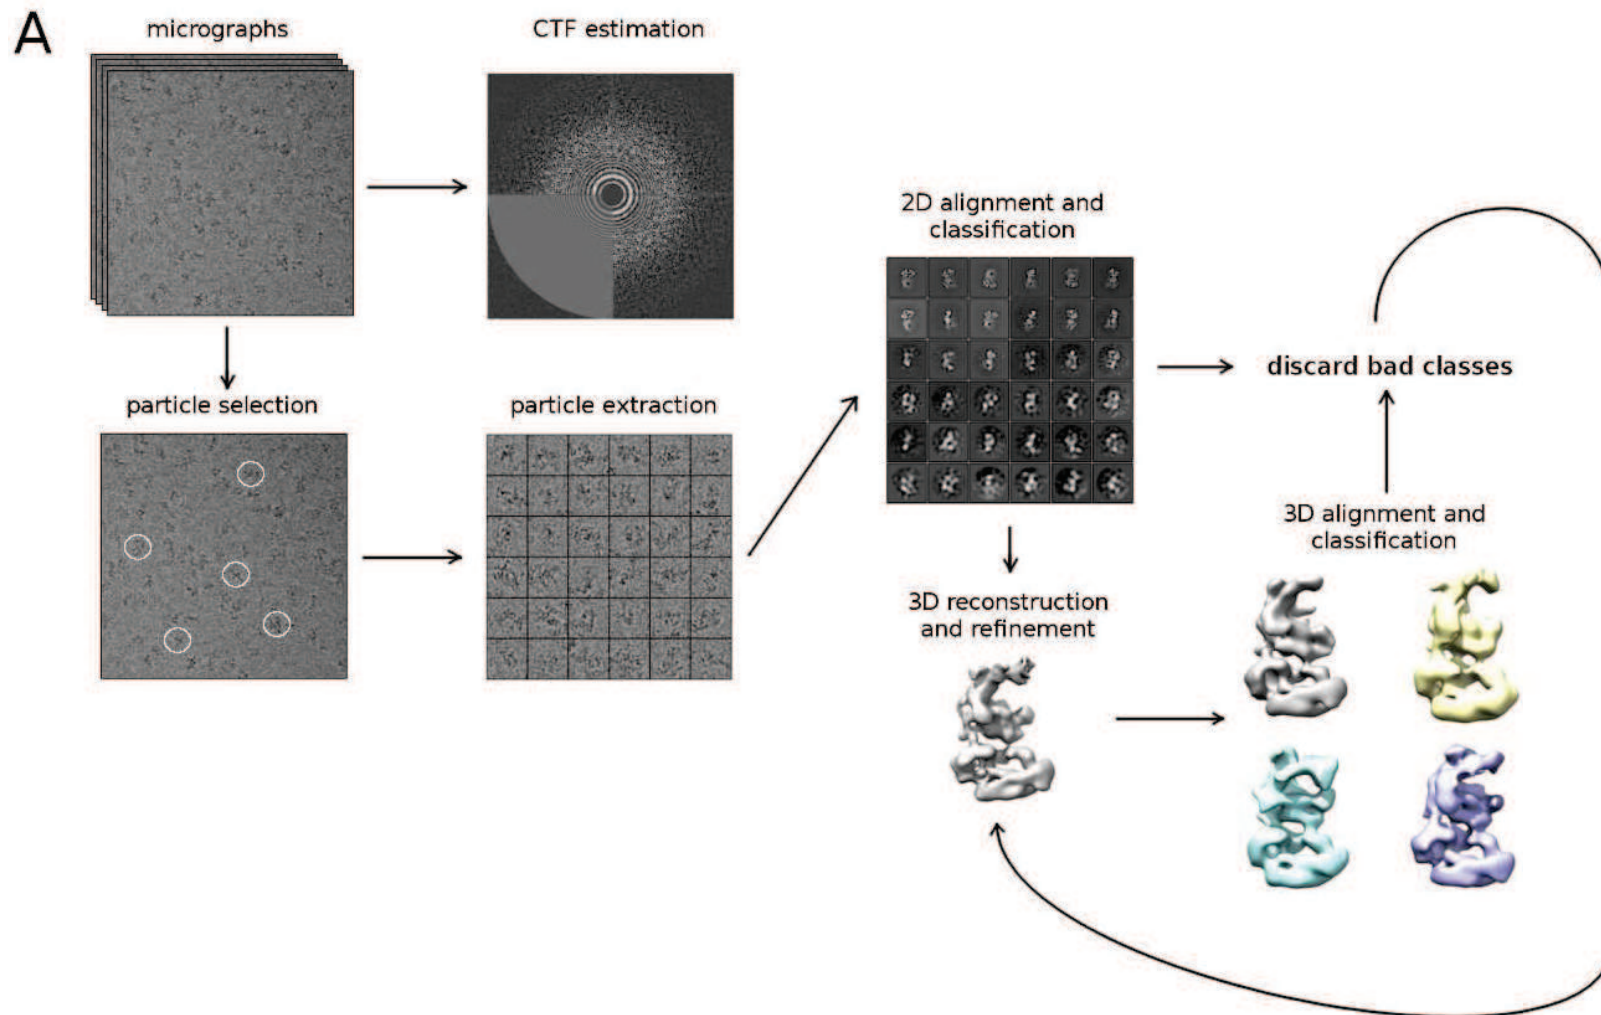 A
micrographs
CTF estimation
particle selection
particle extraction
2D alignment and
classification
discard bad classes
3D reconstruction
and refinement
3D alignment and
classification